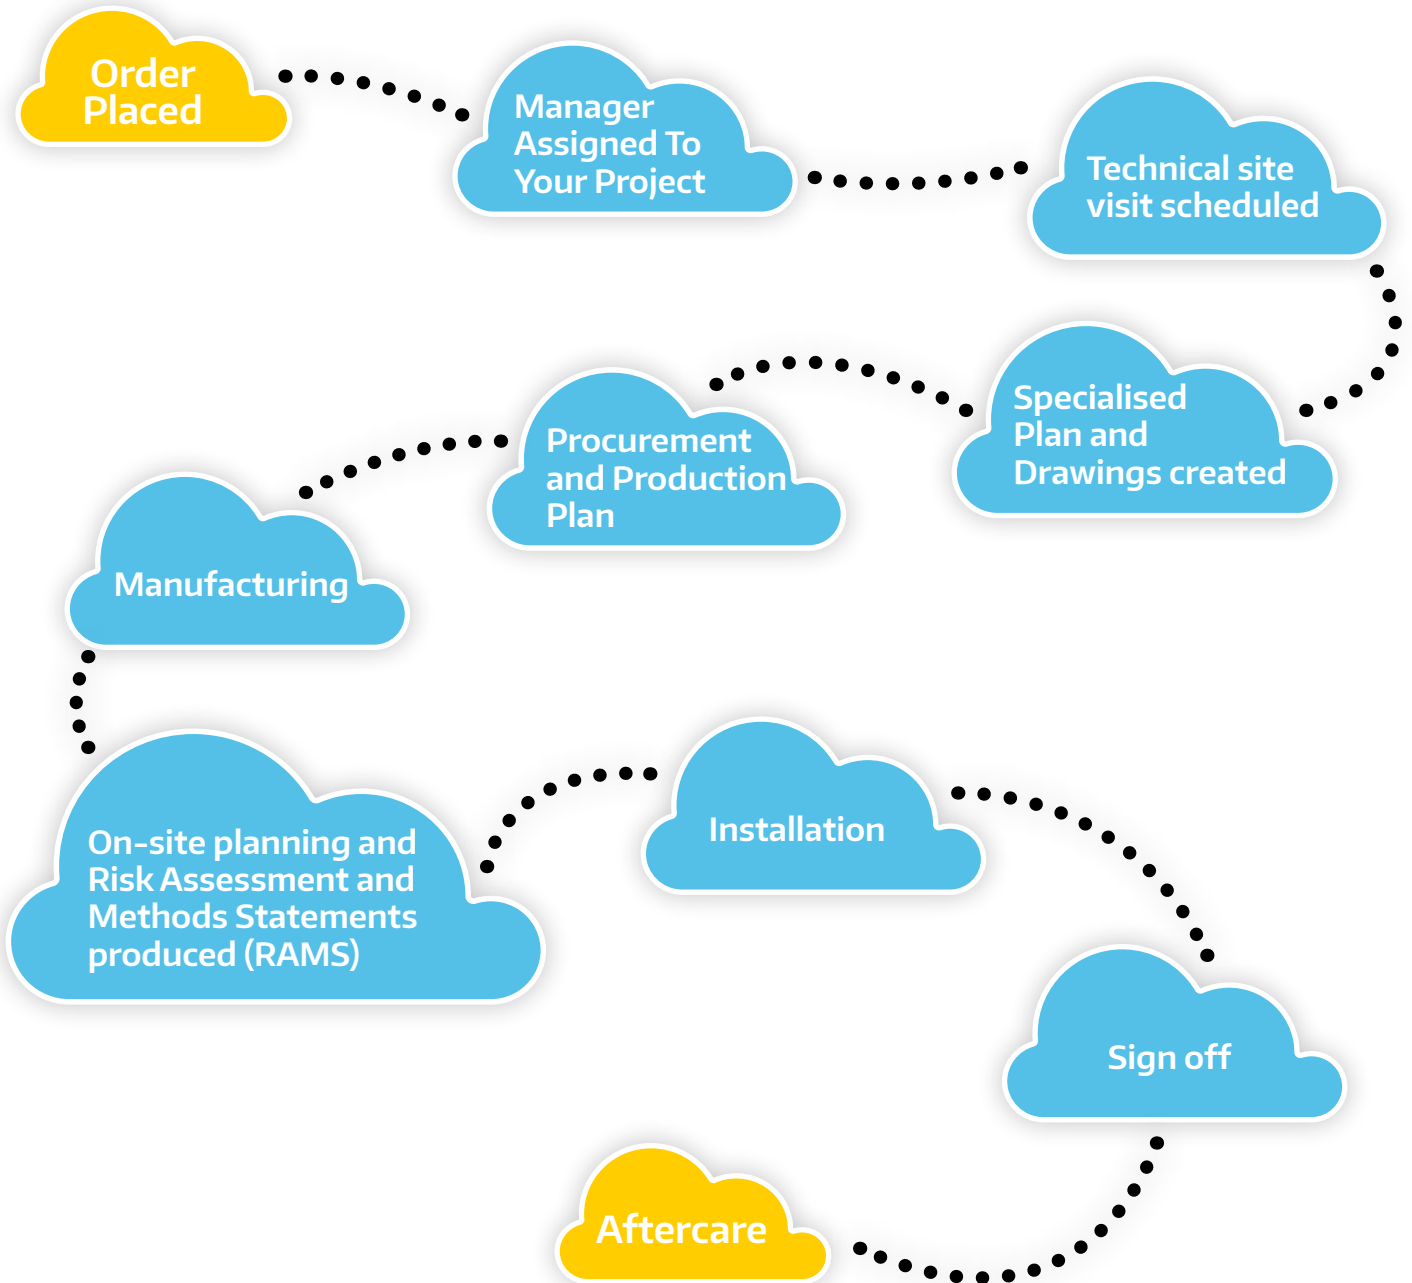 Order
Placed
Manager
Assigned To
Your Project
Technical site
visit scheduled
Specialised
Plan and
Drawings created
Procurement
and Production
Plan
Manufacturing
On-site planning and
Risk Assessment and
Methods Statements
produced (RAMS)
Installation
Sign off
Aftercare